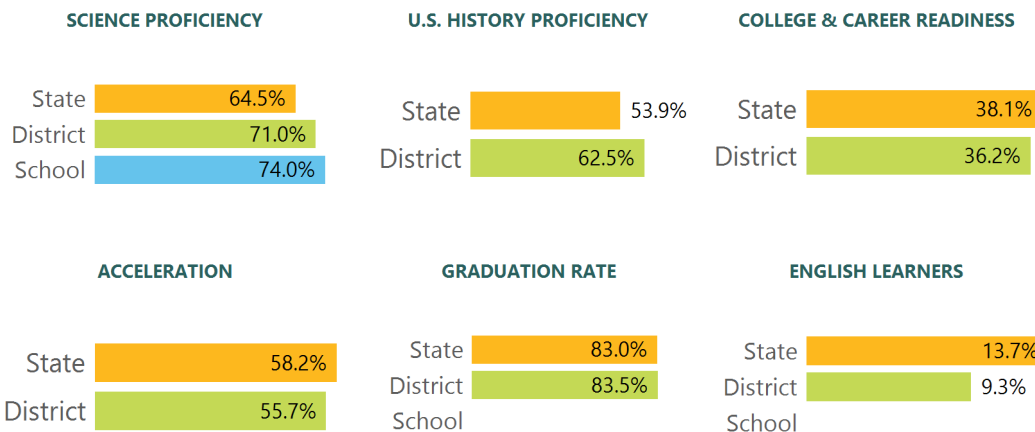 SCIENCE PROFICIENCY
State 64.5%
District 71.0%
School 74.0%
U.S. HISTORY PROFICIENCY
State 53.9%
District 62.5%
COLLEGE & CAREER READINESS
State 38.1%
District 36.2%
ACCELERATION
State 58.2%
District 55.7%
GRADUATION RATE
State 83.0%
District 83.5%
School
ENGLISH LEARNERS
State 13.7%
District 9.3%
School